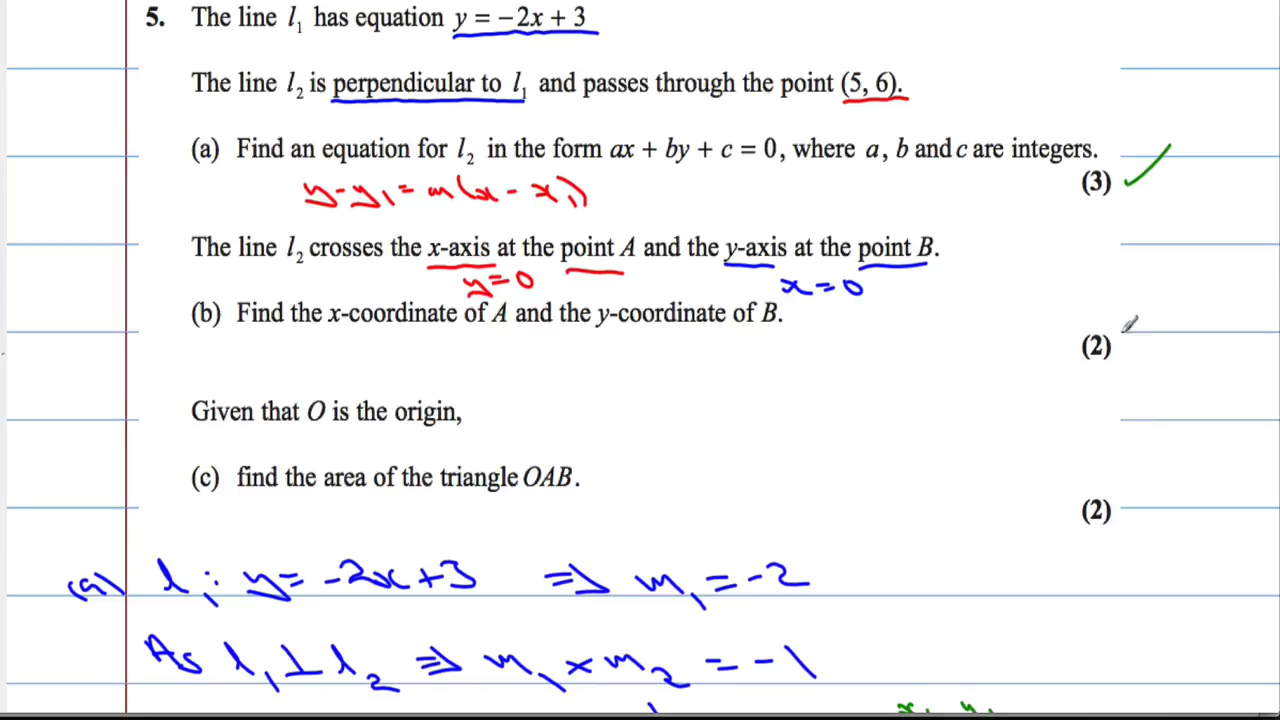 5. The line l₁ has equation y = −2x + 3
The line l₂ is perpendicular to l₁ and passes through the point (5, 6).
(a) Find an equation for l₂ in the form ax + by + c = 0, where a, b and c are integers.
(3)
y - y₁ = m(x - x₁)
The line l₂ crosses the x-axis at the point A and the y-axis at the point B.
y = 0 x = 0
(b) Find the x-coordinate of A and the y-coordinate of B.
(2)
Given that O is the origin,
(c) find the area of the triangle OAB.
(2)
(a) l₁: y = -2x + 3 ⇒ m₁ = -2
As l₁ ⊥ l₂ ⇒ m₁ × m₂ = -1